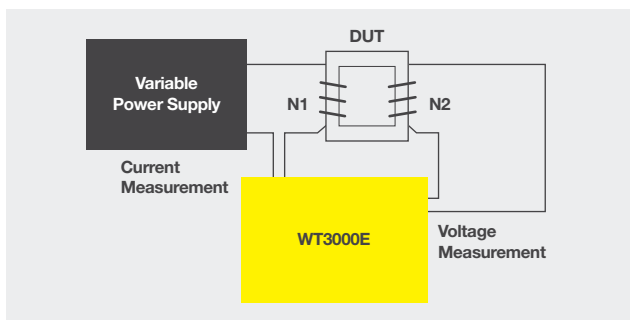 DUT
Variable
Power Supply
N1
N2
Current
Measurement
WT3000E
Voltage
Measurement